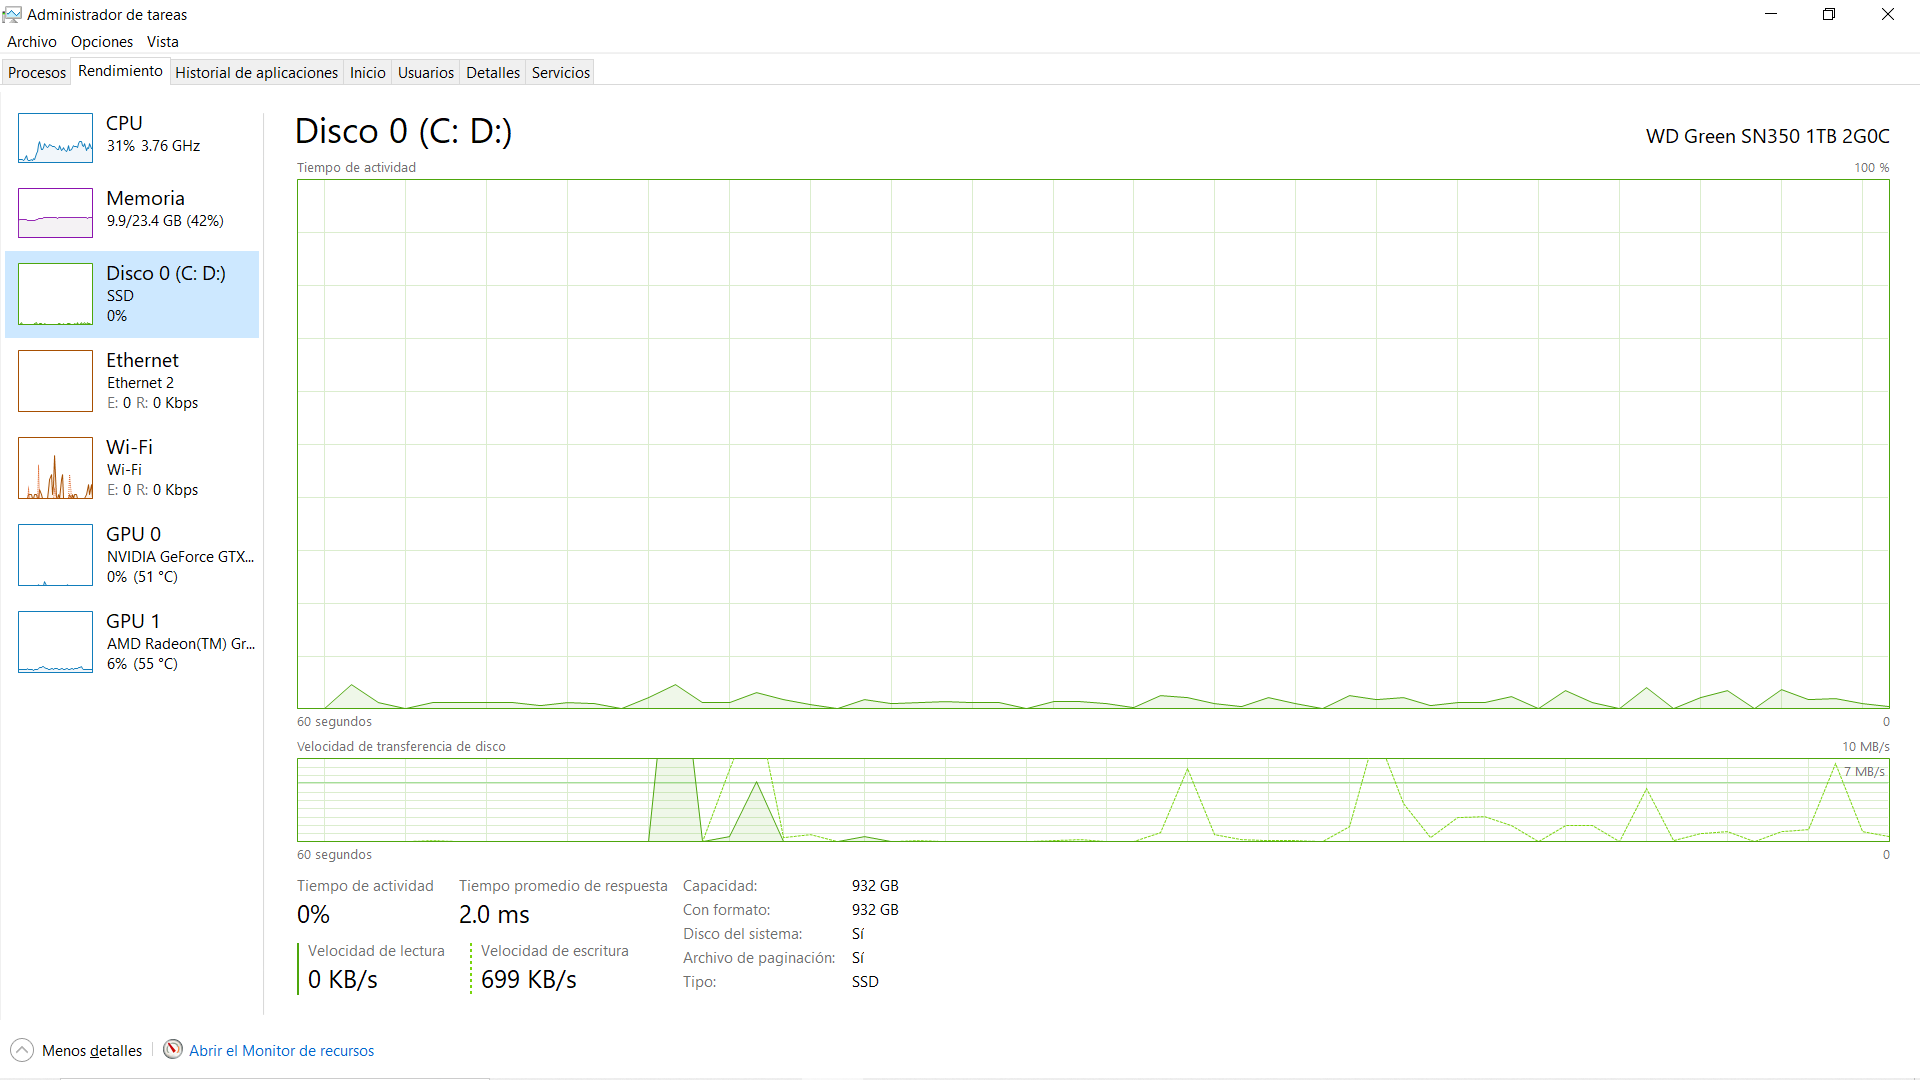 Administrador de tareas
Archivo Opciones Vista
Procesos Rendimiento Historial de aplicaciones Inicio Usuarios Detalles Servicios
CPU
31% 3.76 GHz
Memoria
9.9/23.4 GB (42%)
Disco 0 (C: D:)
SSD
0%
Ethernet
Ethernet 2
E: 0 R: 0 Kbps
Wi-Fi
Wi-Fi
E: 0 R: 0 Kbps
GPU 0
NVIDIA GeForce GTX...
0% (51 °C)
GPU 1
AMD Radeon(TM) Gr...
6% (55 °C)
Disco 0 (C: D:)
WD Green SN350 1TB 2G0C
Tiempo de actividad 100 %
60 segundos 0
Velocidad de transferencia de disco 10 MB/s
7 MB/s
60 segundos 0
Tiempo de actividad
0%
Tiempo promedio de respuesta
2.0 ms
Velocidad de lectura
0 KB/s
Velocidad de escritura
699 KB/s
Capacidad: 932 GB
Con formato: 932 GB
Disco del sistema: Sí
Archivo de paginación: Sí
Tipo: SSD
Menos detalles
Abrir el Monitor de recursos